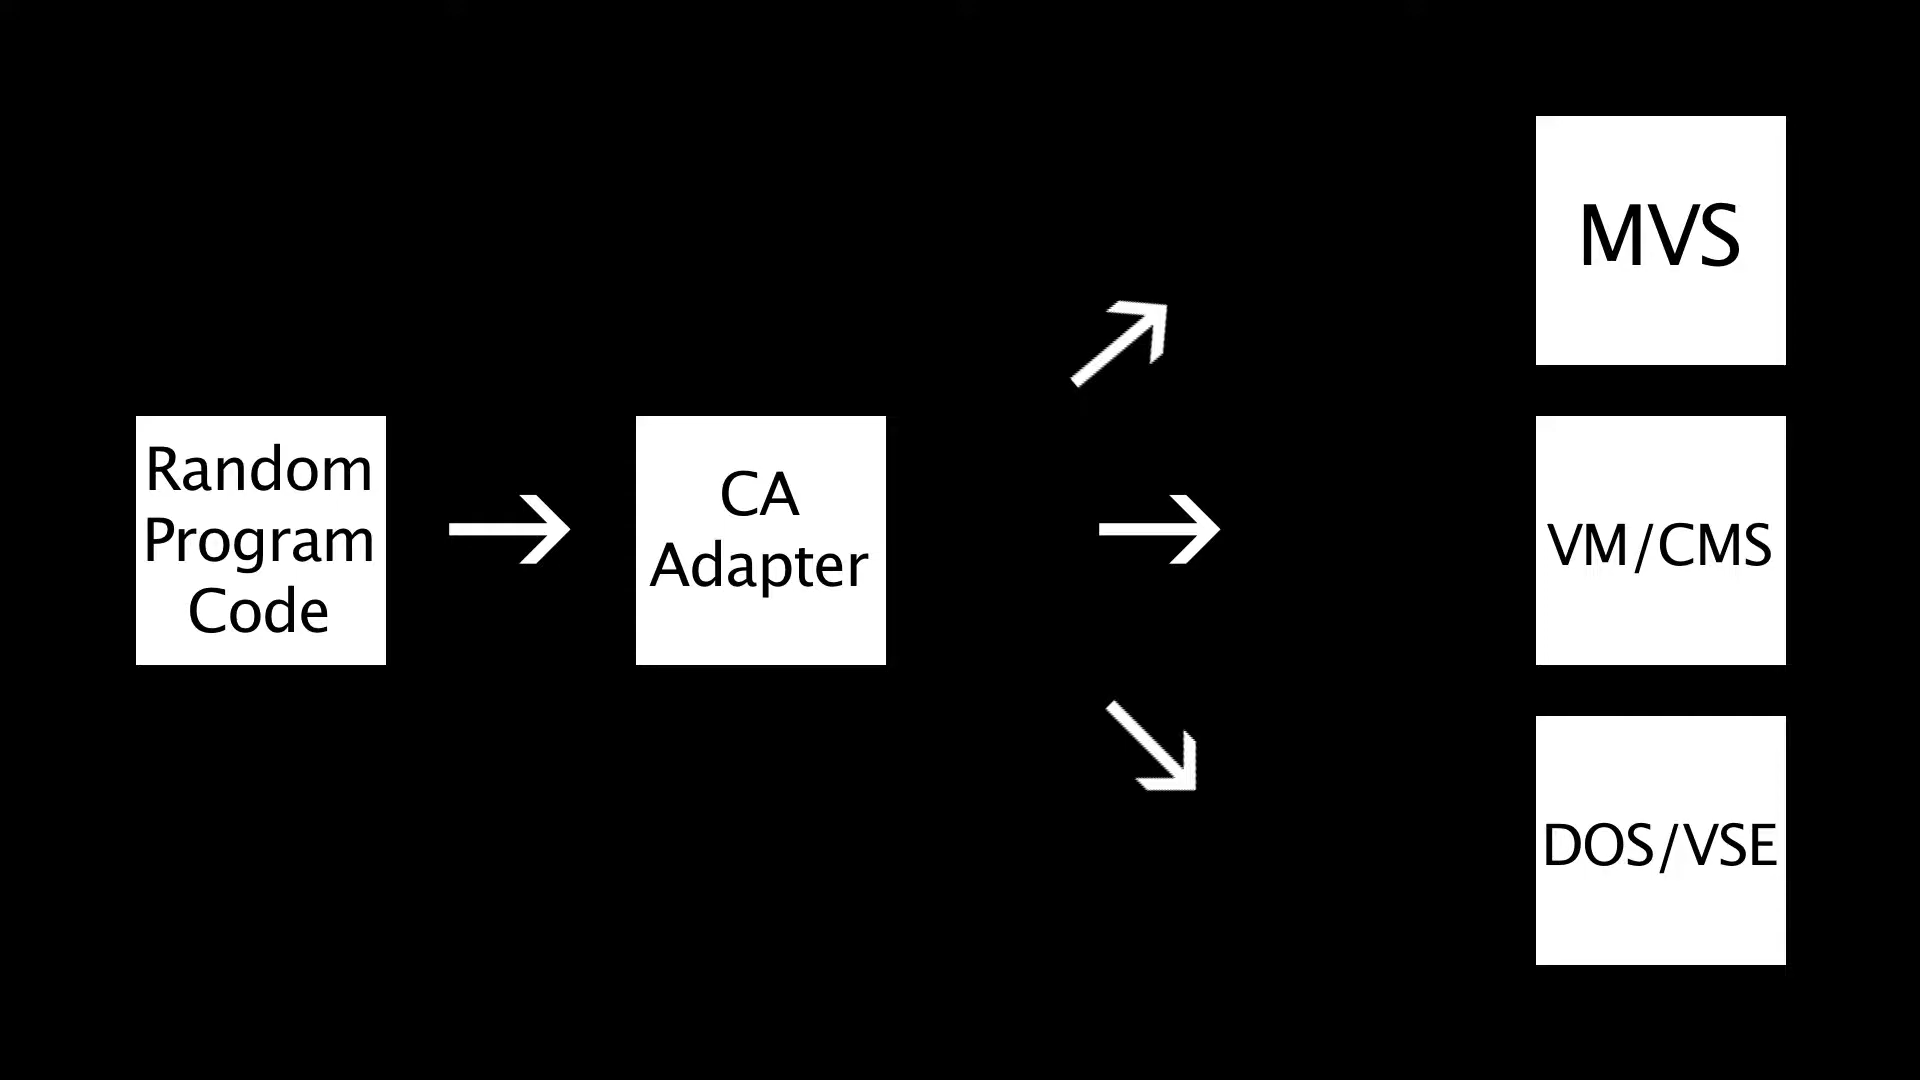 Random
Program
Code
CA
Adapter
MVS
VM/CMS
DOS/VSE